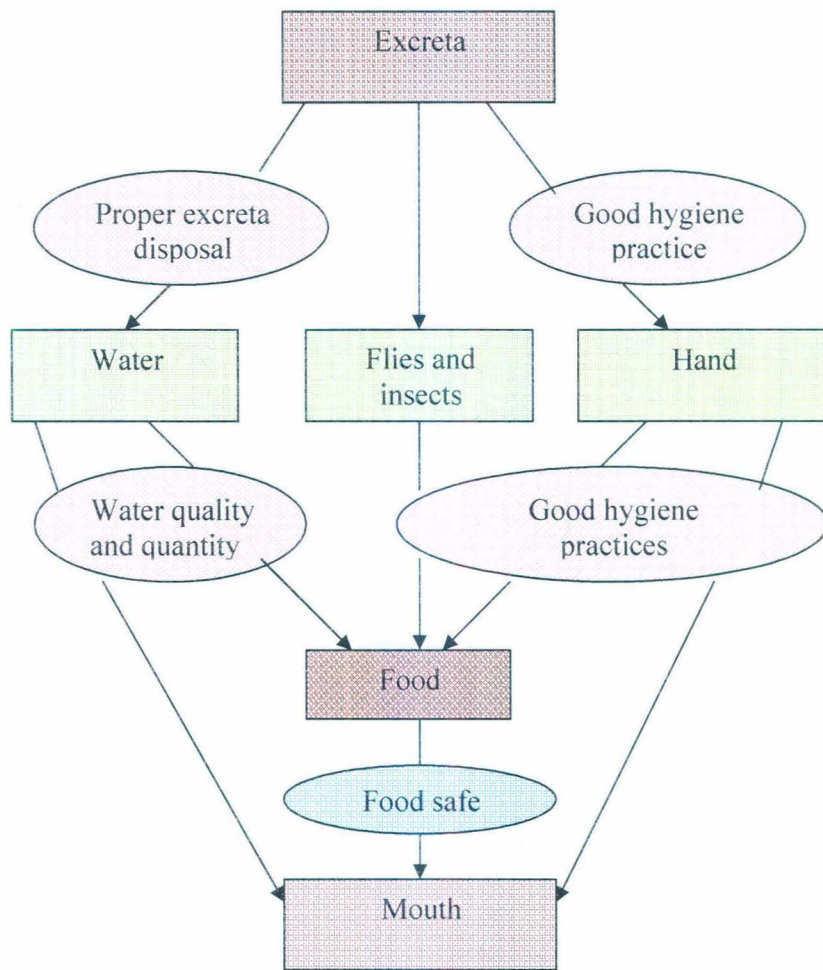 Excreta
Proper excreta
disposal
Good hygiene
practice
Water
Flies and
insects
Hand
Water quality
and quantity
Good hygiene
practices
Food
Food safe
Mouth